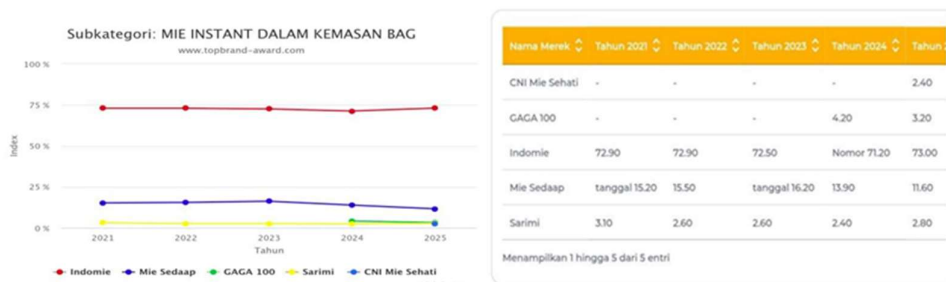 Subkategori: MIE INSTANT DALAM KEMASAN BAG
www.topbrand-award.com
100 %
75 %
50 %
25 %
0 %
Index
2021 2022 2023 2024 2025
Tahun
Indomie Mie Sedaap GAGA 100 Sarimi CNI Mie Sehati
Nama Merek Tahun 2021 Tahun 2022 Tahun 2023 Tahun 2024 Tahun 2
CNI Mie Sehati - - - - 2.40
GAGA 100 - - - 4.20 3.20
Indomie 72.90 72.90 72.50 Nomor 71.20 73.00
Mie Sedaap tanggal 15.20 15.50 tanggal 16.20 13.90 11.60
Sarimi 3.10 2.60 2.60 2.40 2.80
Menampilkan 1 hingga 5 dari 5 entri